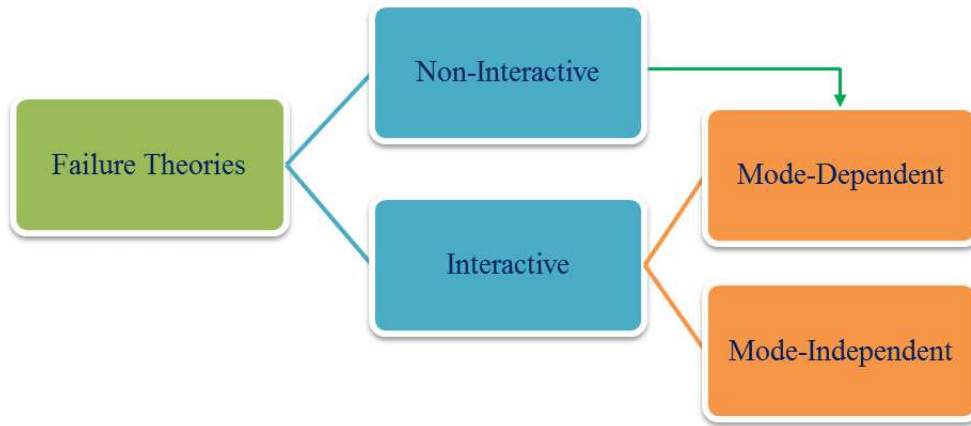 Failure Theories
Non-Interactive
Interactive
Mode-Dependent
Mode-Independent